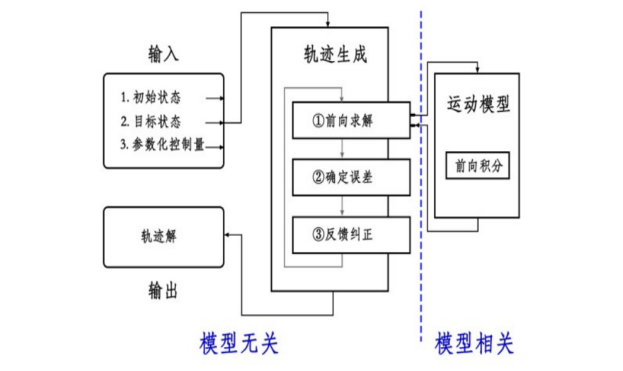 输入
1.初始状态
2.目标状态
3.参数化控制量
轨迹生成
①前向求解
②确定误差
③反馈纠正
运动模型
前向积分
轨迹解
输出
模型无关
模型相关